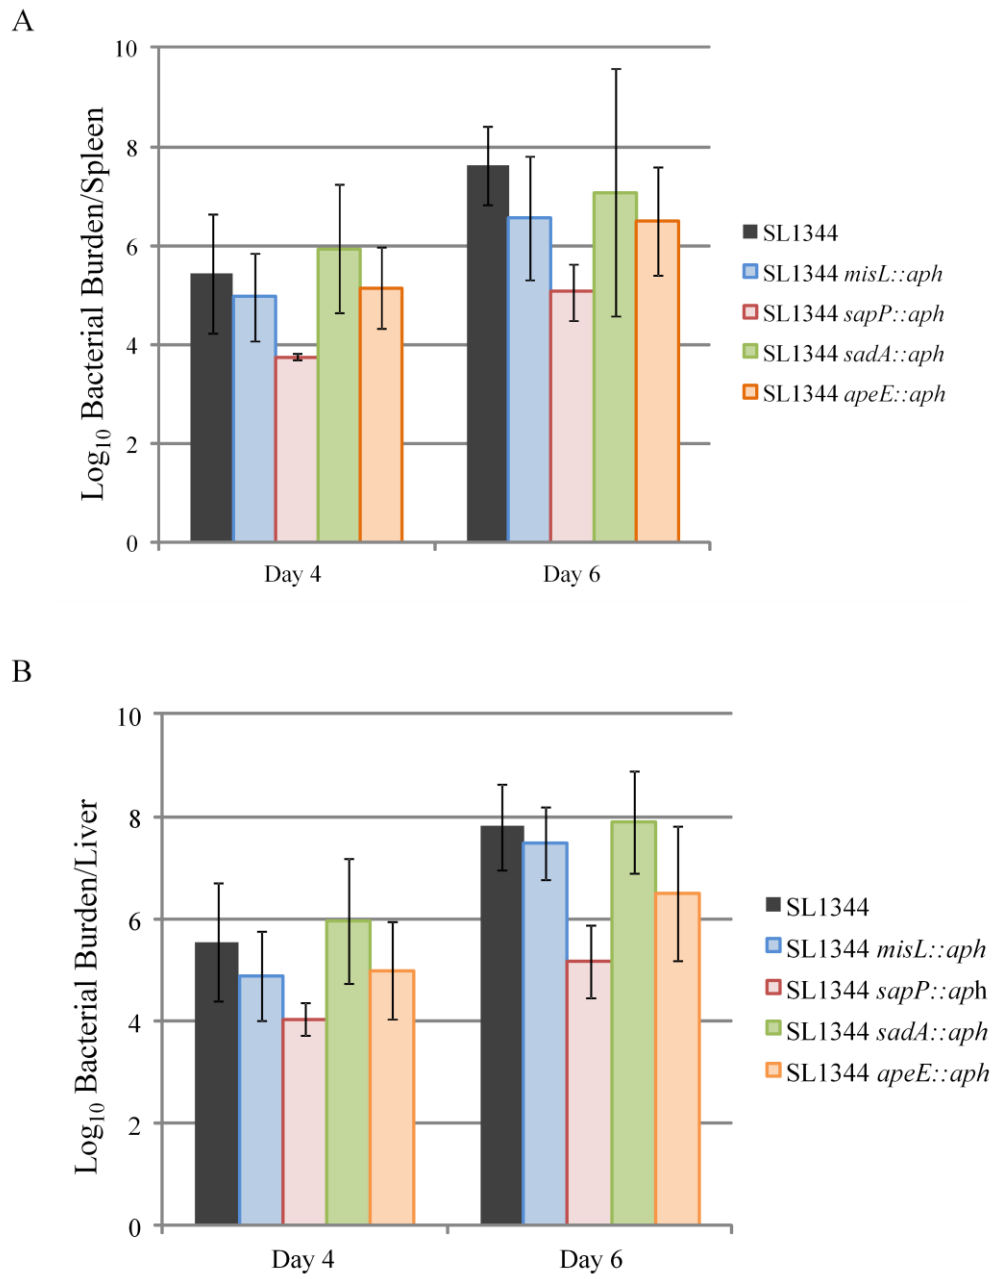 A
Log₁₀ Bacterial Burden/Spleen
10
8
6
4
2
0
Day 4
Day 6
SL1344
SL1344 misL::aph
SL1344 sapP::aph
SL1344 sadA::aph
SL1344 apeE::aph
B
Log₁₀ Bacterial Burden/Liver
10
8
6
4
2
0
Day 4
Day 6
SL1344
SL1344 misL::aph
SL1344 sapP::aph
SL1344 sadA::aph
SL1344 apeE::aph